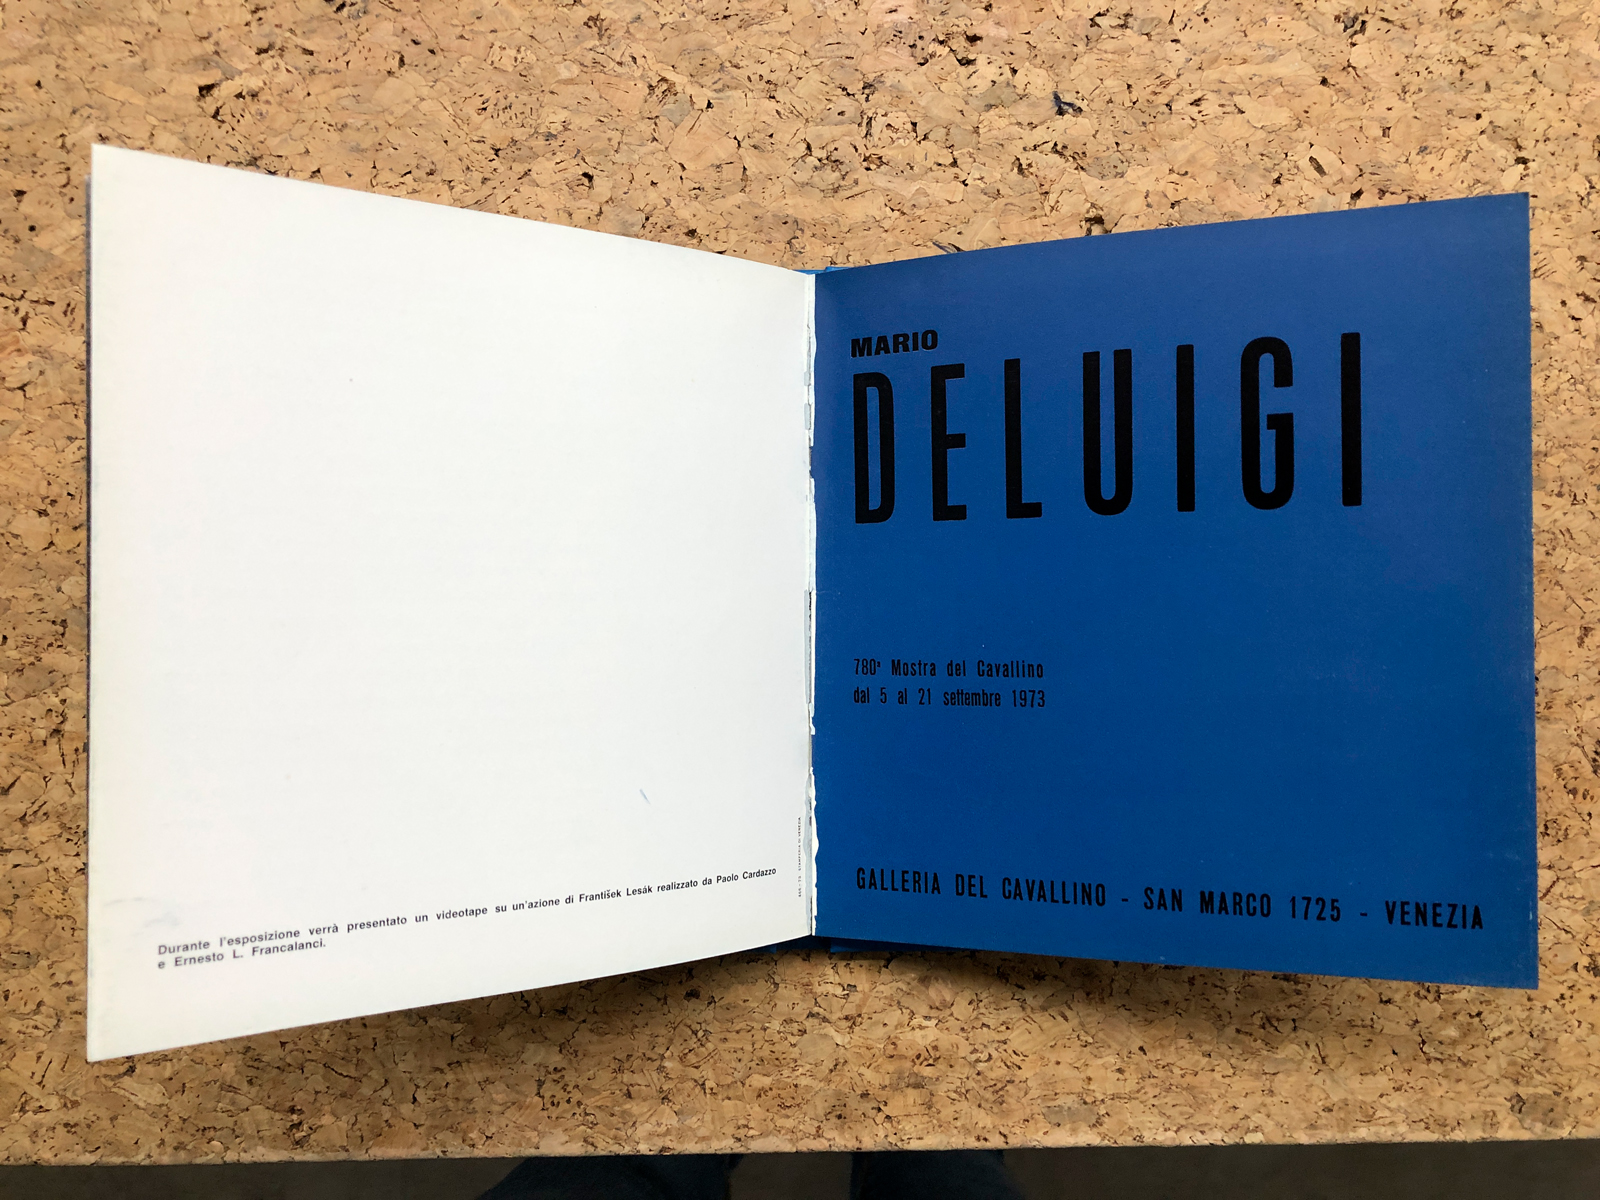 Durante l'esposizione verrà presentato un videotape su un'azione di František Lesák realizzato da Paolo Cardazzo
e Ernesto L. Francalanci.
MARIO
DELUIGI
780ª Mostra del Cavallino
dal 5 al 21 settembre 1973
GALLERIA DEL CAVALLINO - SAN MARCO 1725 - VENEZIA